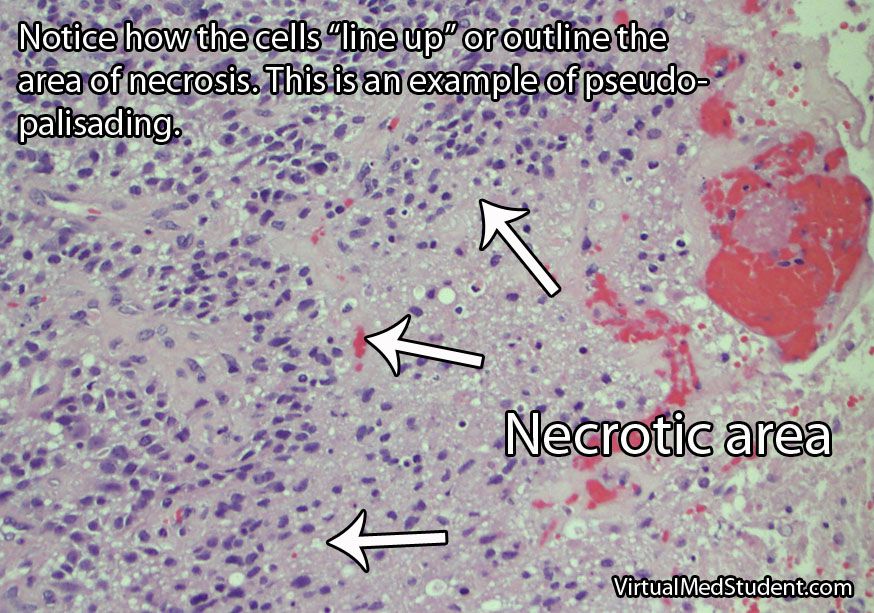 Notice how the cells “line up” or outline the
area of necrosis. This is an example of pseudo-
palisading.
Necrotic area
VirtualMedStudent.com